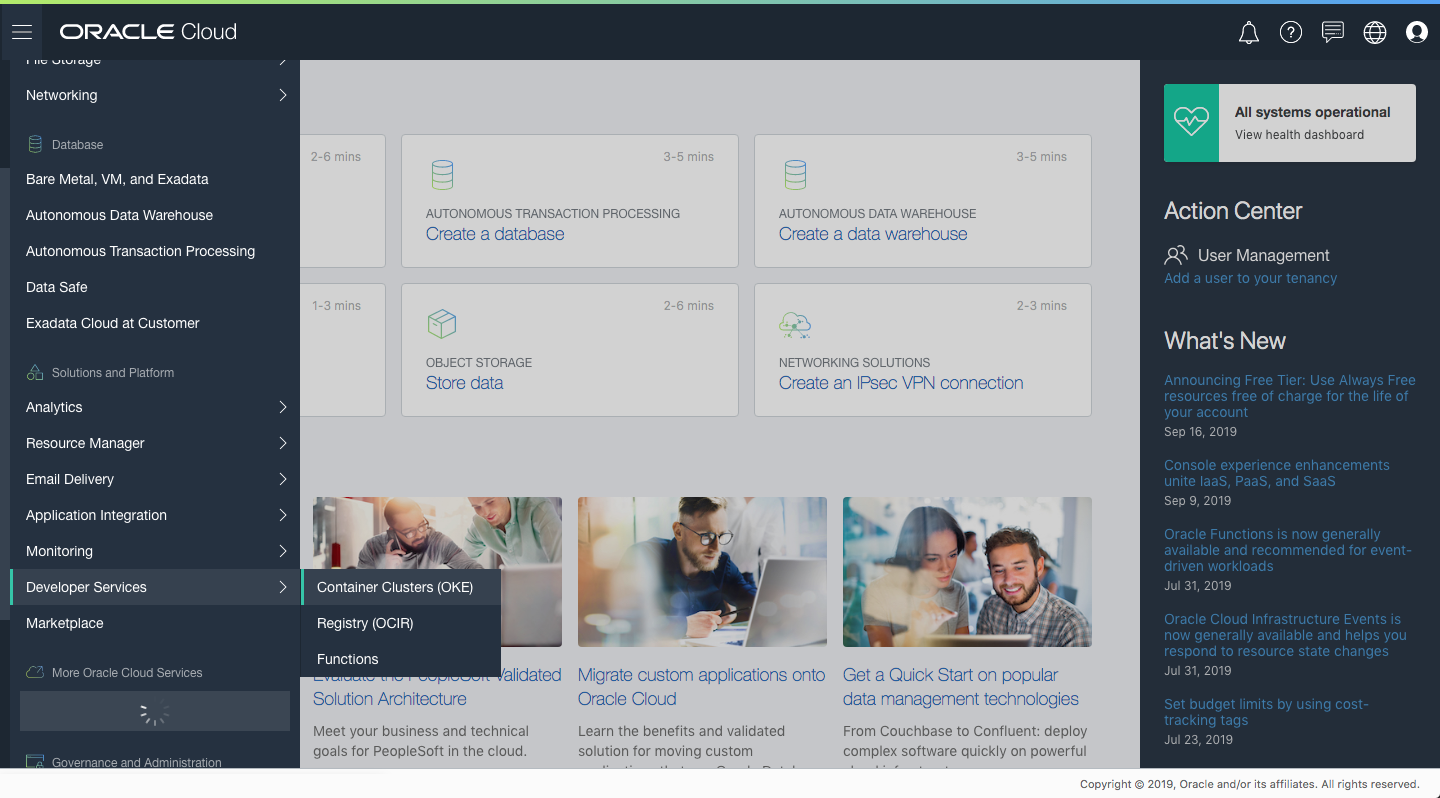 ORACLE Cloud
File Storage
Networking
Database
Bare Metal, VM, and Exadata
Autonomous Data Warehouse
Autonomous Transaction Processing
Data Safe
Exadata Cloud at Customer
Solutions and Platform
Analytics
Resource Manager
Email Delivery
Application Integration
Monitoring
Developer Services
Marketplace
More Oracle Cloud Services
Governance and Administration
Container Clusters (OKE)
Registry (OCIR)
Functions
2-6 mins
3-5 mins
AUTONOMOUS TRANSACTION PROCESSING
Create a database
3-5 mins
AUTONOMOUS DATA WAREHOUSE
Create a data warehouse
1-3 mins
2-6 mins
OBJECT STORAGE
Store data
2-3 mins
NETWORKING SOLUTIONS
Create an IPsec VPN connection
Evaluate the PeopleSoft Validated
Solution Architecture
Meet your business and technical
goals for PeopleSoft in the cloud.
Migrate custom applications onto
Oracle Cloud
Learn the benefits and validated
solution for moving custom
Get a Quick Start on popular
data management technologies
From Couchbase to Confluent: deploy
complex software quickly on powerful
All systems operational
View health dashboard
Action Center
User Management
Add a user to your tenancy
What's New
Announcing Free Tier: Use Always Free
resources free of charge for the life of
your account
Sep 16, 2019
Console experience enhancements
unite IaaS, PaaS, and SaaS
Sep 9, 2019
Oracle Functions is now generally
available and recommended for event-
driven workloads
Jul 31, 2019
Oracle Cloud Infrastructure Events is
now generally available and helps you
respond to resource state changes
Jul 31, 2019
Set budget limits by using cost-
tracking tags
Jul 23, 2019
Copyright © 2019, Oracle and/or its affiliates. All rights reserved.